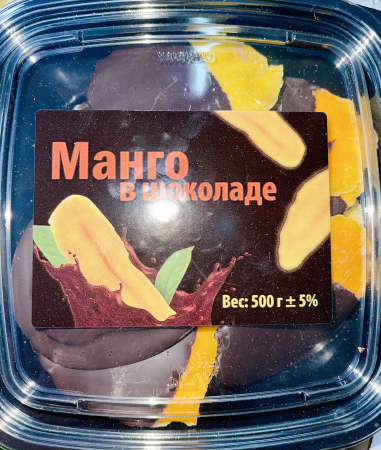 Манго
в шоколаде
Вес: 500 г ± 5%